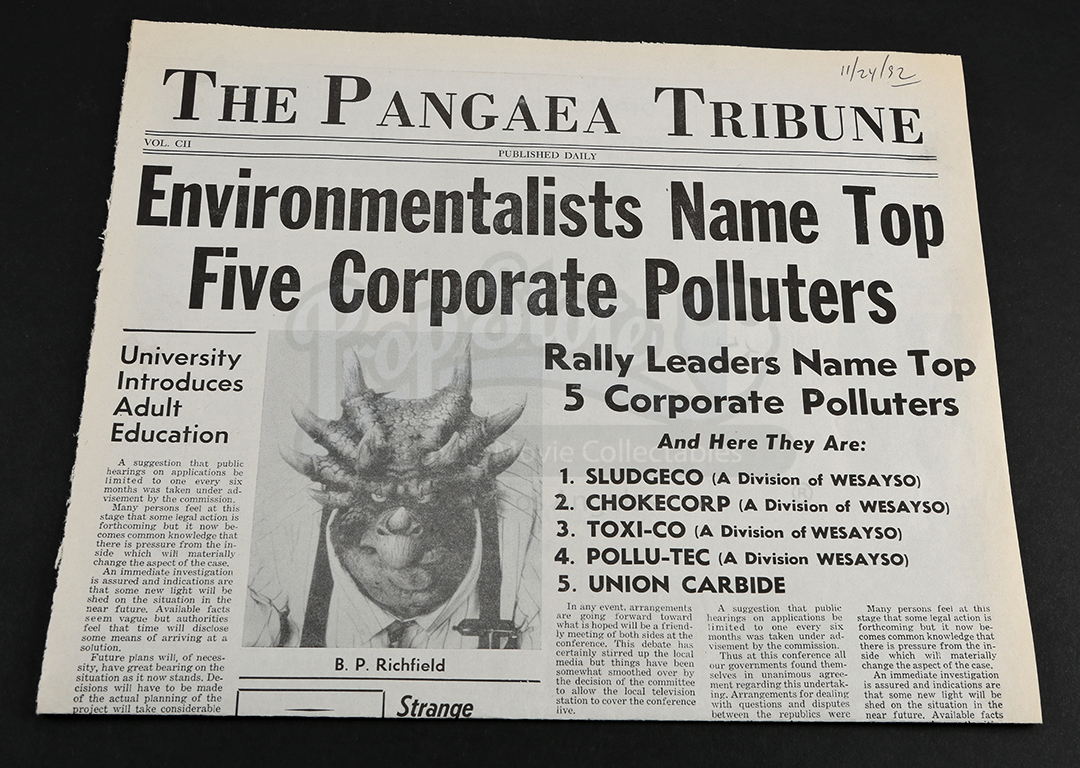 11/24/92
THE PANGAEA TRIBUNE
VOL. CII
PUBLISHED DAILY
Environmentalists Name Top
Five Corporate Polluters
University
Introduces
Adult
Education
A suggestion that public
hearings on applications be
limited to one every six
months was taken under ad-
visement by the commission.
Many persons feel at this
stage that some legal action is
forthcoming but it now be-
comes common knowledge that
there is pressure from the in-
side which will materially
change the aspect of the case.
An immediate investigation
is assured and indications are
that some new light will be
shed on the situation in the
near future. Available facts
seem vague but authorities
feel that time will disclose
some means of arriving at a
solution.
Future plans will, of neces-
sity, have great bearing on the
situation as it now stands. De-
cisions will have to be made
of the actual planning of the
project will take considerable
B. P. Richfield
Strange
Rally Leaders Name Top
5 Corporate Polluters
And Here They Are:
1. SLUDGECO (A Division of WESAYSO)
2. CHOKECORP (A Division of WESAYSO)
3. TOXI-CO (A Division of WESAYSO)
4. POLLU-TEC (A Division WESAYSO)
5. UNION CARBIDE
In any event, arrangements
are going forward toward
what is hoped will be a friend-
ly meeting of both sides at the
conference. This debate has
certainly stirred up the local
media but things have been
somewhat smoothed over by
the decision of the committee
to allow the local television
station to cover the conference
live.
A suggestion that public
hearings on applications be
limited to one every six
months was taken under ad-
visement by the commission.
Thus at this conference all
our governments found them-
selves in unanimous agree-
ment regarding this undertak-
ing. Arrangements for dealing
with questions and disputes
between the republics were
Many persons feel at this
stage that some legal action is
forthcoming but it now be-
comes common knowledge that
there is pressure from the in-
side which will materially
change the aspect of the case.
An immediate investigation
is assured and indications are
that some new light will be
shed on the situation in the
near future. Available facts
Movie Collectables